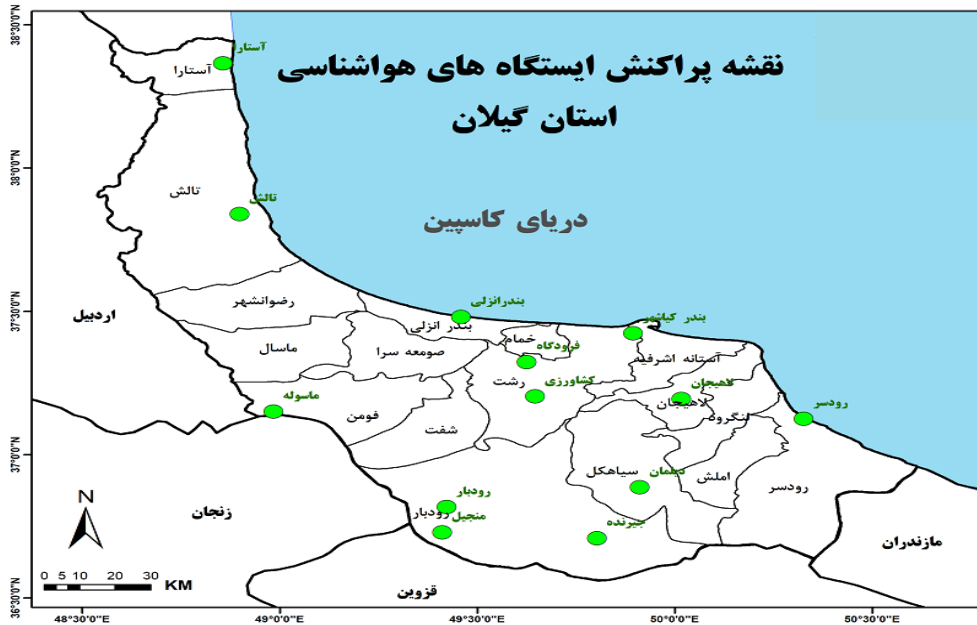 نقشه پراکنش ایستگاه های هواشناسی
استان گیلان
دریای کاسپین
آستارا
آستارا
تالش
تالش
رضوانشهر
ماسال
ماسوله
فومن
شفت
صومعه سرا
بندرانزلی
بندر انزلی
خمام
فرودگاه
رشت
کشاورزی
بندر کیاشهر
آستانه اشرفیه
لاهیجان
لاهیجان
لنگروه
رودسر
رودسر
املش
سیاهکل
دیلمان
جیرنده
رودبار
رودبار
منجیل
اردبیل
زنجان
قزوین
مازندران
N
0 5 10 20 30
KM
38°30'0"N
38°0'0"N
37°30'0"N
37°0'0"N
36°30'0"N
48°30'0"E
49°0'0"E
49°30'0"E
50°0'0"E
50°30'0"E